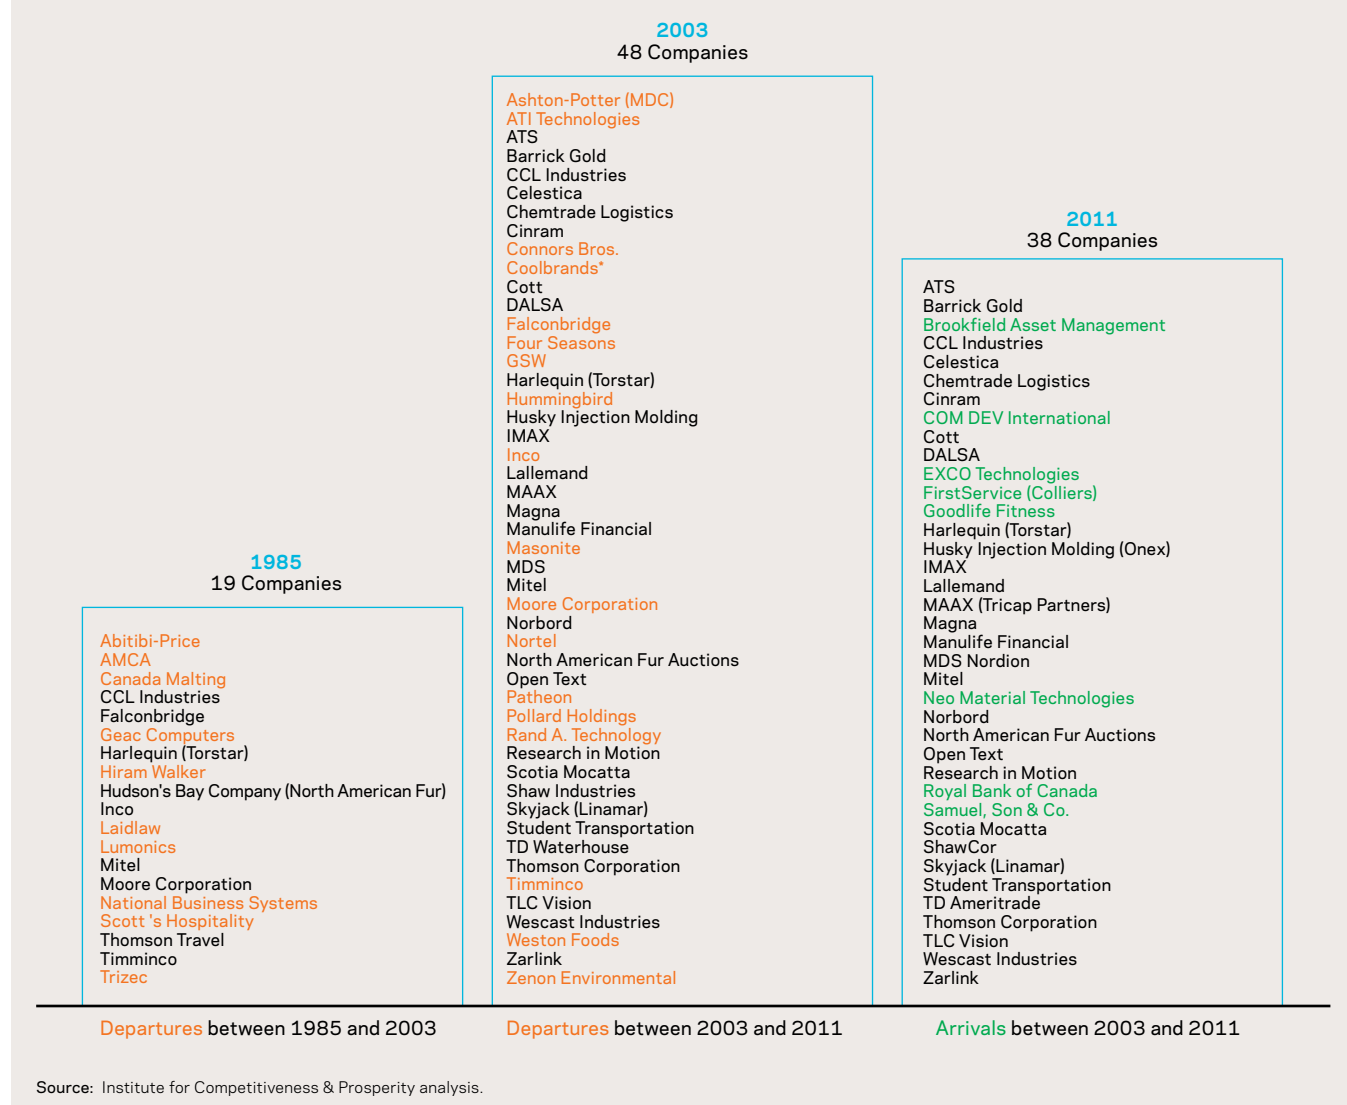 2003
48 Companies
Ashton-Potter (MDC)
ATI Technologies
ATS
Barrick Gold
CCL Industries
Celestica
Chemtrade Logistics
Cinram
Connors Bros.
Coolbrands*
Cott
DALSA
Falconbridge
Four Seasons
GSW
Harlequin (Torstar)
Hummingbird
Husky Injection Molding
IMAX
Inco
Lallemand
MAAX
Magna
Manulife Financial
Masonite
MDS
Mitel
Moore Corporation
Norbord
Nortel
North American Fur Auctions
Open Text
Patheon
Pollard Holdings
Rand A. Technology
Research in Motion
Scotia Mocatta
Shaw Industries
Skyjack (Linamar)
Student Transportation
TD Waterhouse
Thomson Corporation
Timminco
TLC Vision
Wescast Industries
Weston Foods
Zarlink
Zenon Environmental
2011
38 Companies
ATS
Barrick Gold
Brookfield Asset Management
CCL Industries
Celestica
Chemtrade Logistics
Cinram
COM DEV International
Cott
DALSA
EXCO Technologies
FirstService (Colliers)
Goodlife Fitness
Harlequin (Torstar)
Husky Injection Molding (Onex)
IMAX
Lallemand
MAAX (Tricap Partners)
Magna
Manulife Financial
MDS Nordion
Mitel
Neo Material Technologies
Norbord
North American Fur Auctions
Open Text
Research in Motion
Royal Bank of Canada
Samuel, Son & Co.
Scotia Mocatta
ShawCor
Skyjack (Linamar)
Student Transportation
TD Ameritrade
Thomson Corporation
TLC Vision
Wescast Industries
Zarlink
1985
19 Companies
Abitibi-Price
AMCA
Canada Malting
CCL Industries
Falconbridge
Geac Computers
Harlequin (Torstar)
Hiram Walker
Hudson's Bay Company (North American Fur)
Inco
Laidlaw
Lumonics
Mitel
Moore Corporation
National Business Systems
Scott 's Hospitality
Thomson Travel
Timminco
Trizec
Departures between 1985 and 2003
Departures between 2003 and 2011
Arrivals between 2003 and 2011
Source: Institute for Competitiveness & Prosperity analysis.